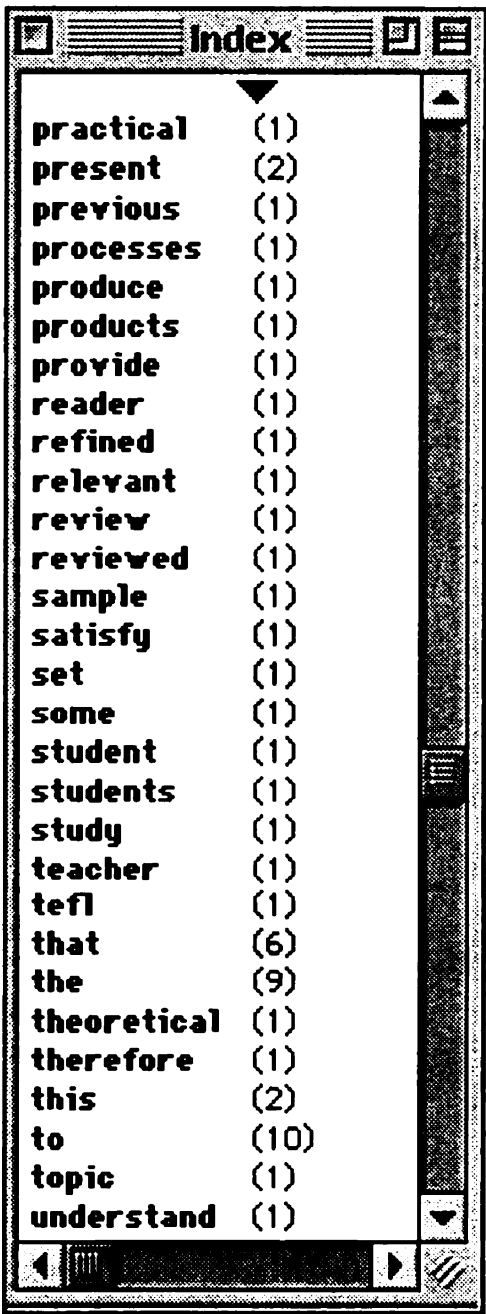 Index
practical (1)
present (2)
previous (1)
processes (1)
produce (1)
products (1)
provide (1)
reader (1)
refined (1)
relevant (1)
review (1)
reviewed (1)
sample (1)
satisfy (1)
set (1)
some (1)
student (1)
students (1)
study (1)
teacher (1)
tefl (1)
that (6)
the (9)
theoretical (1)
therefore (1)
this (2)
to (10)
topic (1)
understand (1)